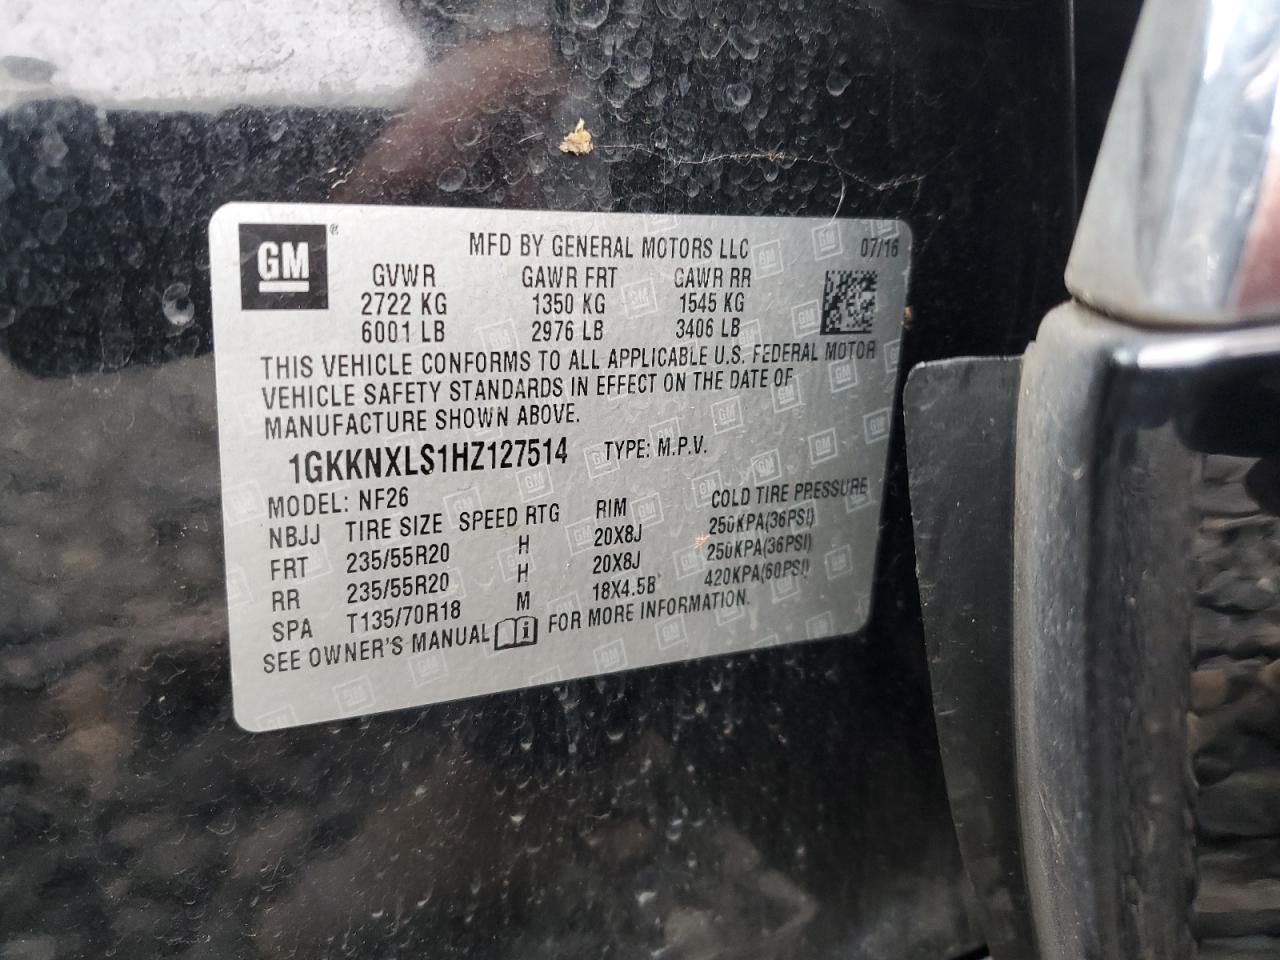 GM ® MFD BY GENERAL MOTORS LLC 07/16
GVWR GAWR FRT GAWR RR
2722 KG 1350 KG 1545 KG
6001 LB 2976 LB 3406 LB
THIS VEHICLE CONFORMS TO ALL APPLICABLE U.S. FEDERAL MOTOR
VEHICLE SAFETY STANDARDS IN EFFECT ON THE DATE OF
MANUFACTURE SHOWN ABOVE.
1GKKNXLS1HZ127514 TYPE: M.P.V.
MODEL: NF26
NBJJ TIRE SIZE SPEED RTG RIM COLD TIRE PRESSURE
FRT 235/55R20 H 20X8J 250KPA(36PSI)
RR 235/55R20 H 20X8J 250KPA(36PSI)
SPA T135/70R18 M 18X4.5B 420KPA(60PSI)
SEE OWNER'S MANUAL i FOR MORE INFORMATION.